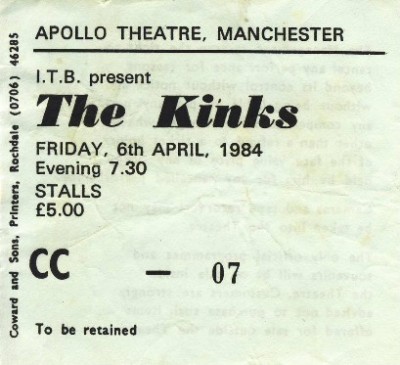 APOLLO THEATRE, MANCHESTER
I.T.B. present
The Kinks
FRIDAY, 6th APRIL, 1984
Evening 7.30
STALLS
£5.00
CC — 07
To be retained
Coward and Sons, Printers, Rochdale (0706) 46285